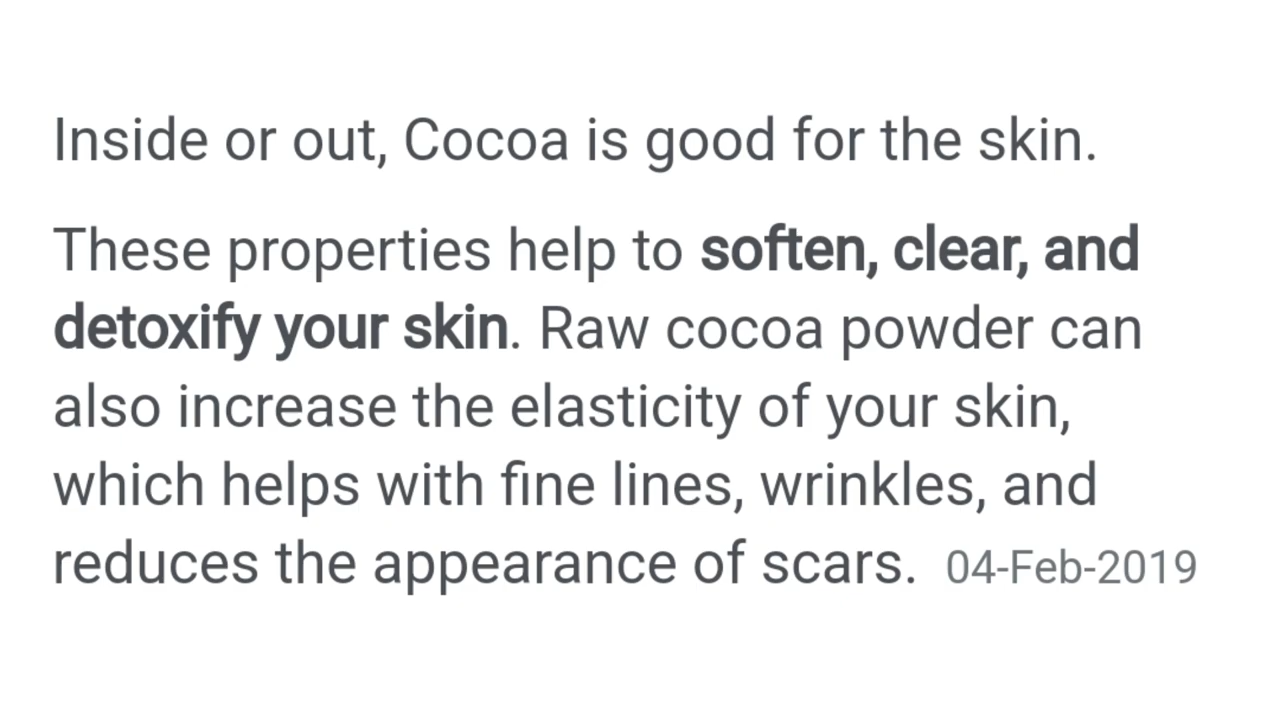 Inside or out, Cocoa is good for the skin.
These properties help to soften, clear, and
detoxify your skin. Raw cocoa powder can
also increase the elasticity of your skin,
which helps with fine lines, wrinkles, and
reduces the appearance of scars. 04-Feb-2019